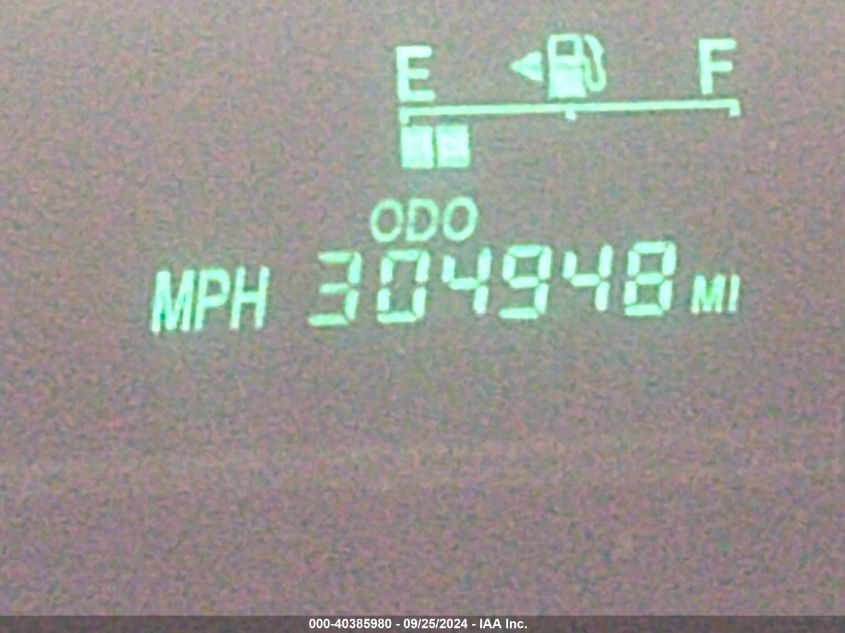 E F
ODO
MPH 304948 MI
000-40385980 - 09/25/2024 - IAA Inc.